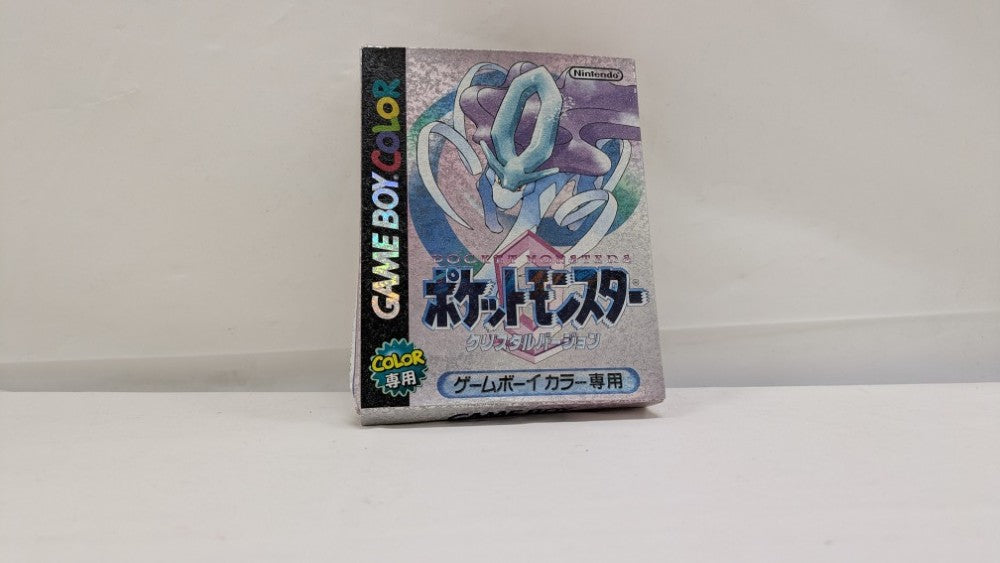 GAME BOY COLOR
Nintendo
POCKET MONSTERS
ポケットモンスター
クリスタルバージョン
COLOR
専用
ゲームボーイカラー専用
GAME BOY